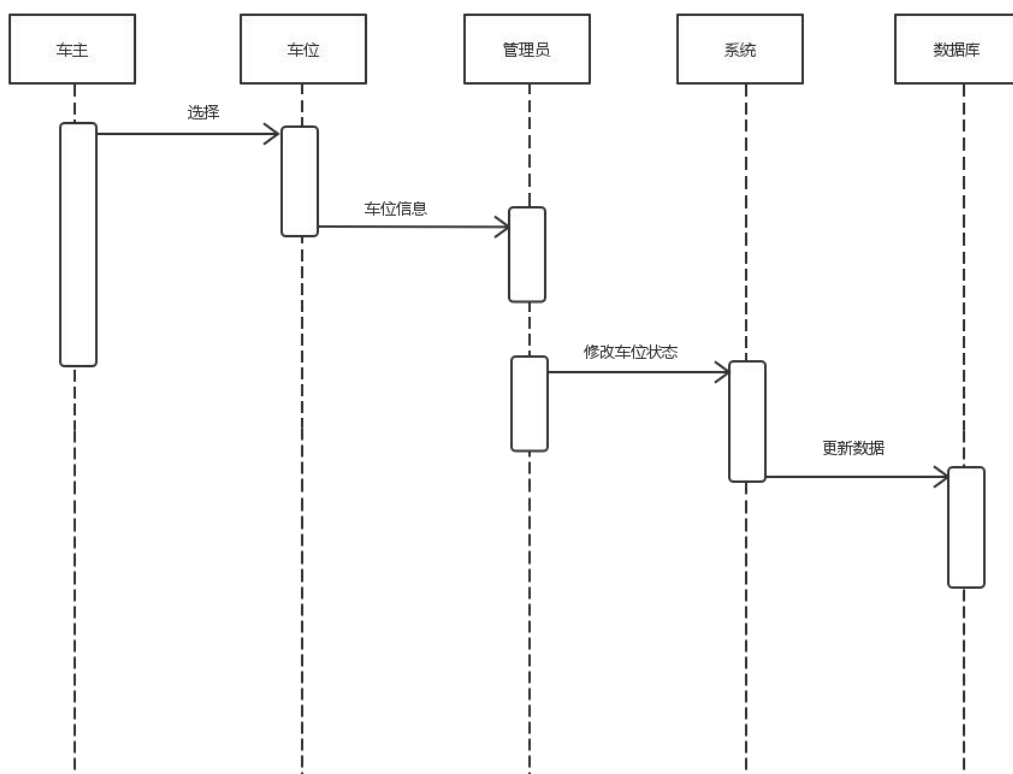 车主
车位
管理员
系统
数据库
选择
车位信息
修改车位状态
更新数据